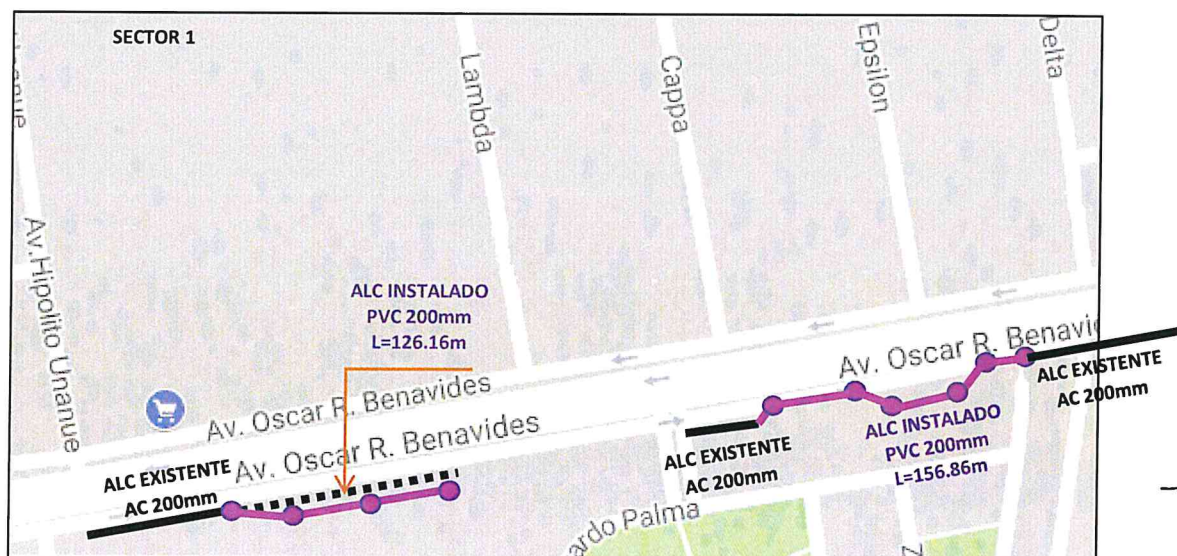 SECTOR 1
Unanue
Lambda
Cappa
Epsilon
Delta
Av.Hipolito Unanue
ALC INSTALADO
PVC 200mm
L=126.16m
Av. Oscar R. Benavides
Av. Oscar R. Benavides
Av. Oscar R. Benavid
ALC EXISTENTE
AC 200mm
ALC EXISTENTE
AC 200mm
ALC INSTALADO
PVC 200mm
L=156.86m
ALC EXISTENTE
AC 200mm
ardo Palma
Z